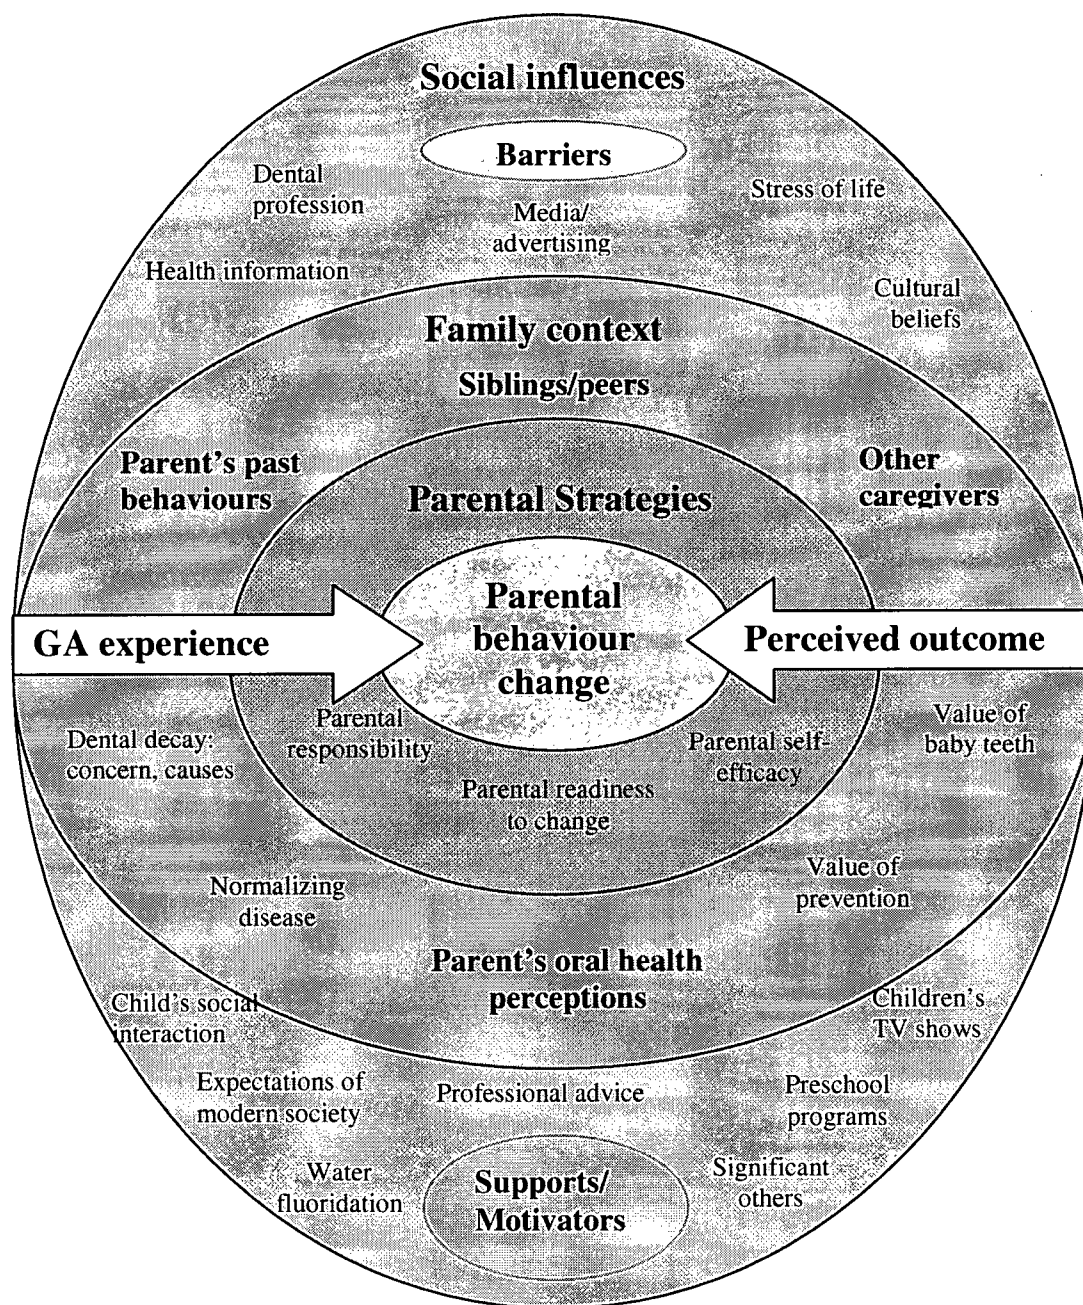 Social influences
Barriers
Dental
profession
Stress of life
Media/
advertising
Health information
Cultural
beliefs
Family context
Siblings/peers
Parent's past
behaviours
Other
caregivers
Parental Strategies
Parental
behaviour
change
GA experience
Perceived outcome
Parental
responsibility
Dental decay:
concern, causes
Parental self-
efficacy
Value of
baby teeth
Parental readiness
to change
Normalizing
disease
Value of
prevention
Parent's oral health
perceptions
Child's social
interaction
Children's
TV shows
Expectations of
modern society
Professional advice
Preschool
programs
Water
fluoridation
Supports/
Motivators
Significant
others